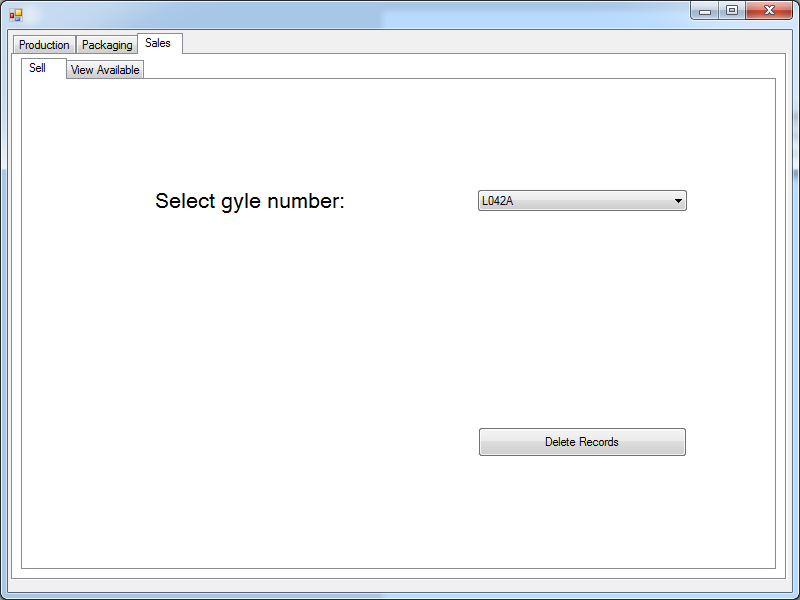 Production Packaging Sales
Sell View Available
Select gyle number: L042A
Delete Records